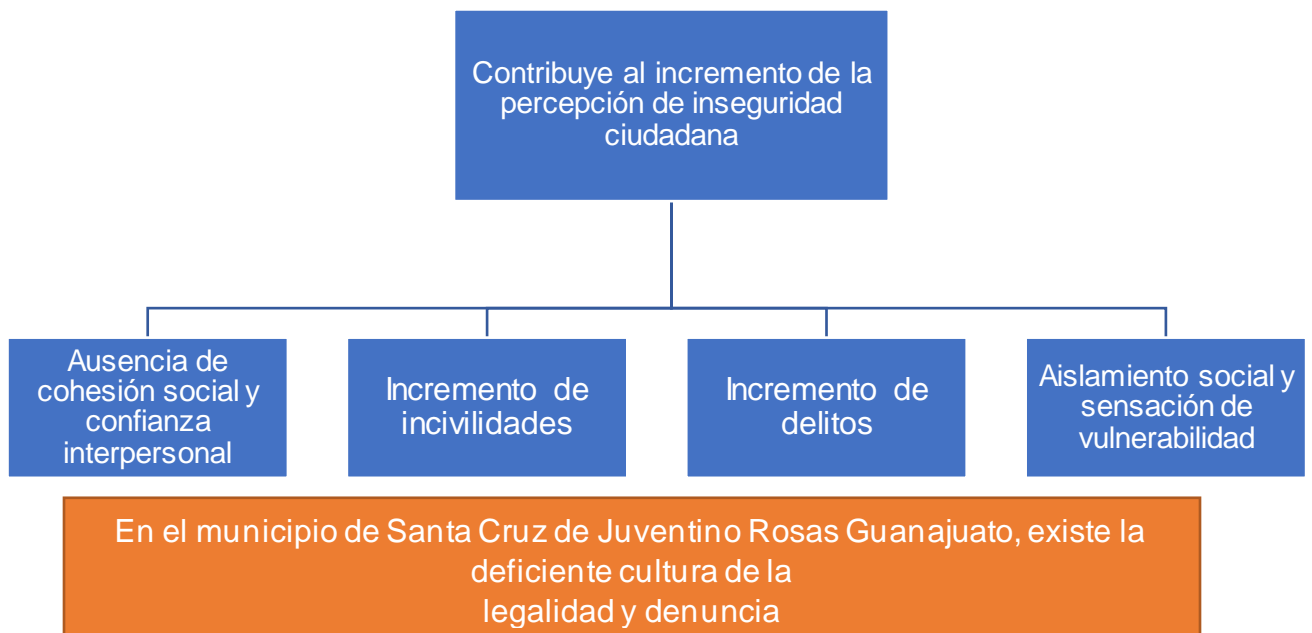 Contribuye al incremento de la
percepción de inseguridad
ciudadana
Ausencia de
cohesión social y
confianza
interpersonal
Incremento de
incivilidades
Incremento de
delitos
Aislamiento social y
sensación de
vulnerabilidad
En el municipio de Santa Cruz de Juventino Rosas Guanajuato, existe la
deficiente cultura de la
legalidad y denuncia